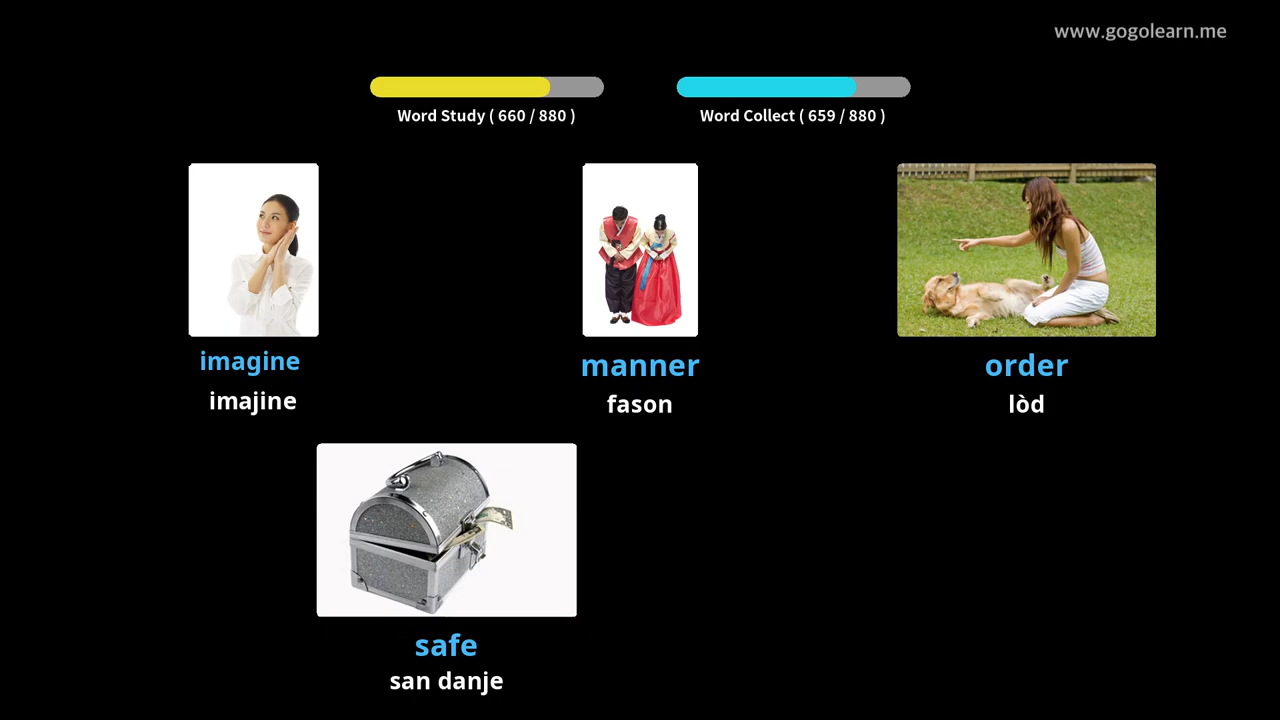 www.gogolearn.me
Word Study ( 660 / 880 )
Word Collect ( 659 / 880 )
imagine
imajine
manner
fason
order
lòd
safe
san danje